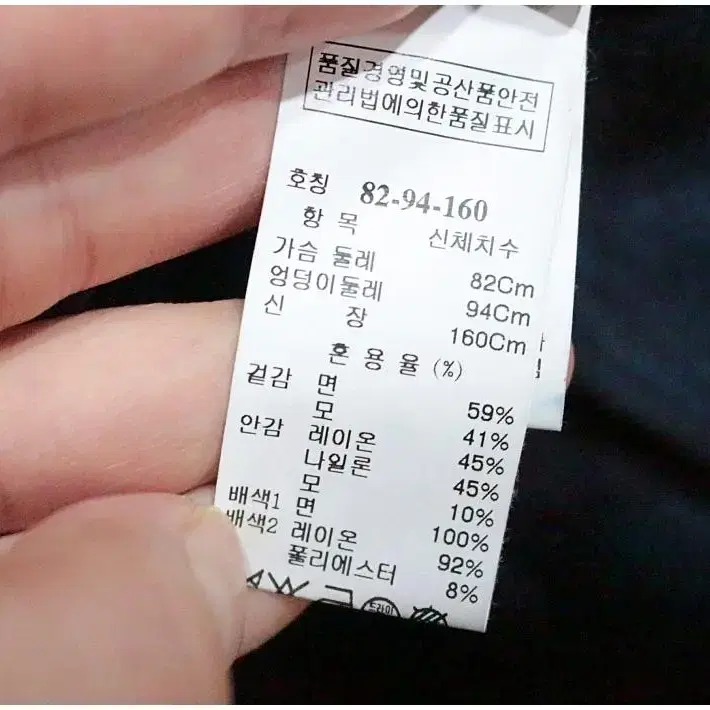 품질경영및공산품안전
관리법에의한품질표시
호칭 82-94-160
항 목 신체치수
가슴 둘레 82Cm
엉덩이둘레 94Cm
신 장 160Cm
혼 용 율 (%)
겉감 면 59%
모 41%
안감 레이온 45%
나일론 45%
모 10%
배색1 면 100%
배색2 레이온 92%
폴리에스터 8%
드라이